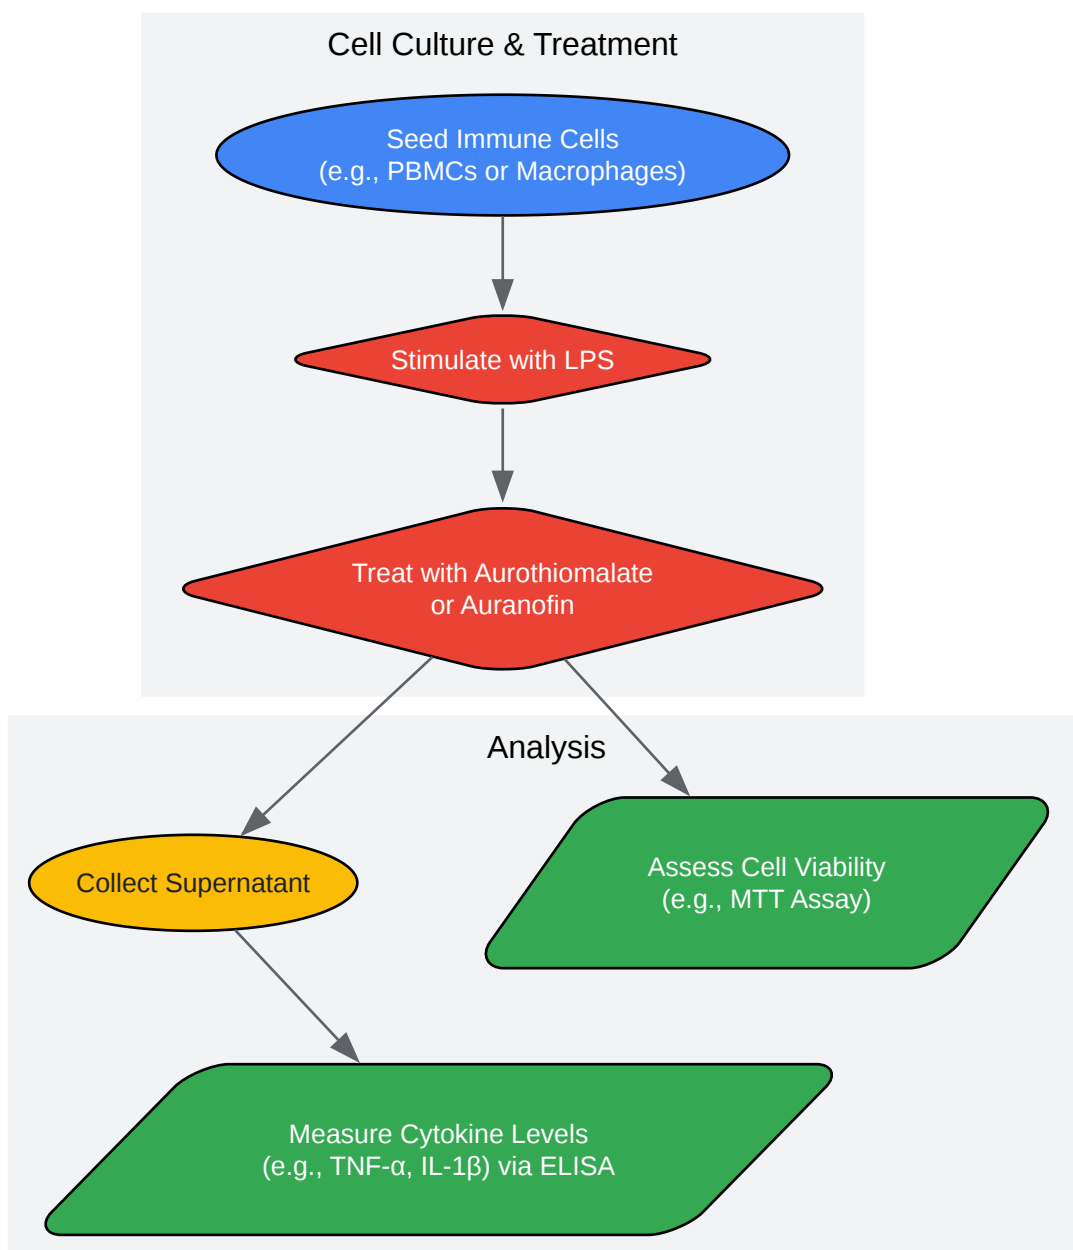 Cell Culture & Treatment
Seed Immune Cells
(e.g., PBMCs or Macrophages)
Stimulate with LPS
Treat with Aurothiomalate
or Auranofin
Analysis
Collect Supernatant
Assess Cell Viability
(e.g., MTT Assay)
Measure Cytokine Levels
(e.g., TNF-α, IL-1β) via ELISA